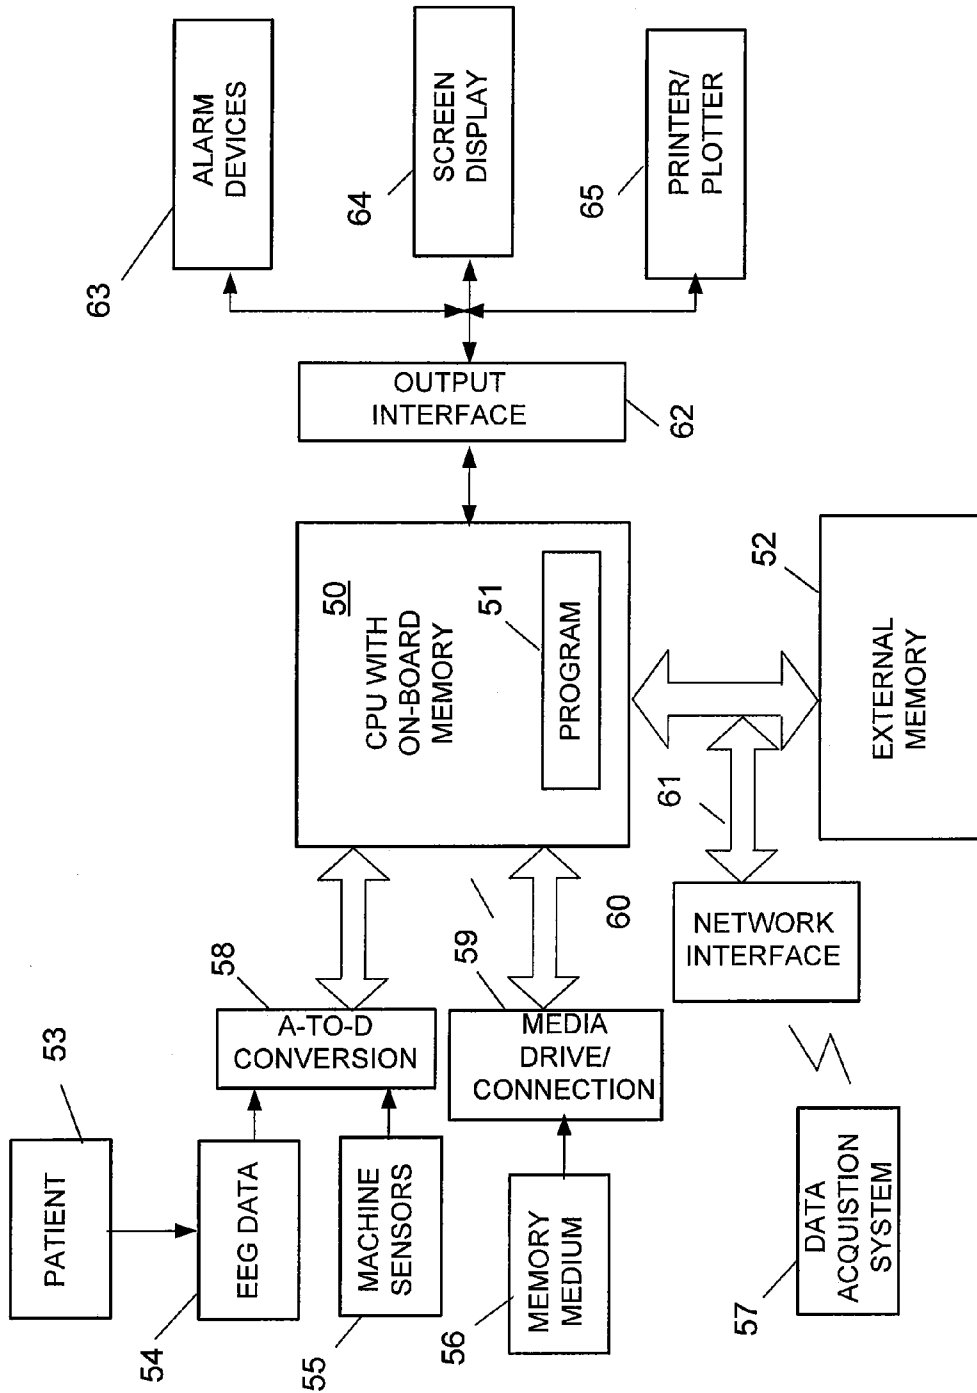 53
PATIENT
54
EEG DATA
55
MACHINE
SENSORS
56
MEMORY
MEDIUM
57
DATA
ACQUISTION
SYSTEM
58
A-TO-D
CONVERSION
59
MEDIA
DRIVE/
CONNECTION
60
NETWORK
INTERFACE
61
50
CPU WITH
ON-BOARD
MEMORY
51
PROGRAM
52
EXTERNAL
MEMORY
OUTPUT
INTERFACE
62
63
ALARM
DEVICES
64
SCREEN
DISPLAY
65
PRINTER/
PLOTTER